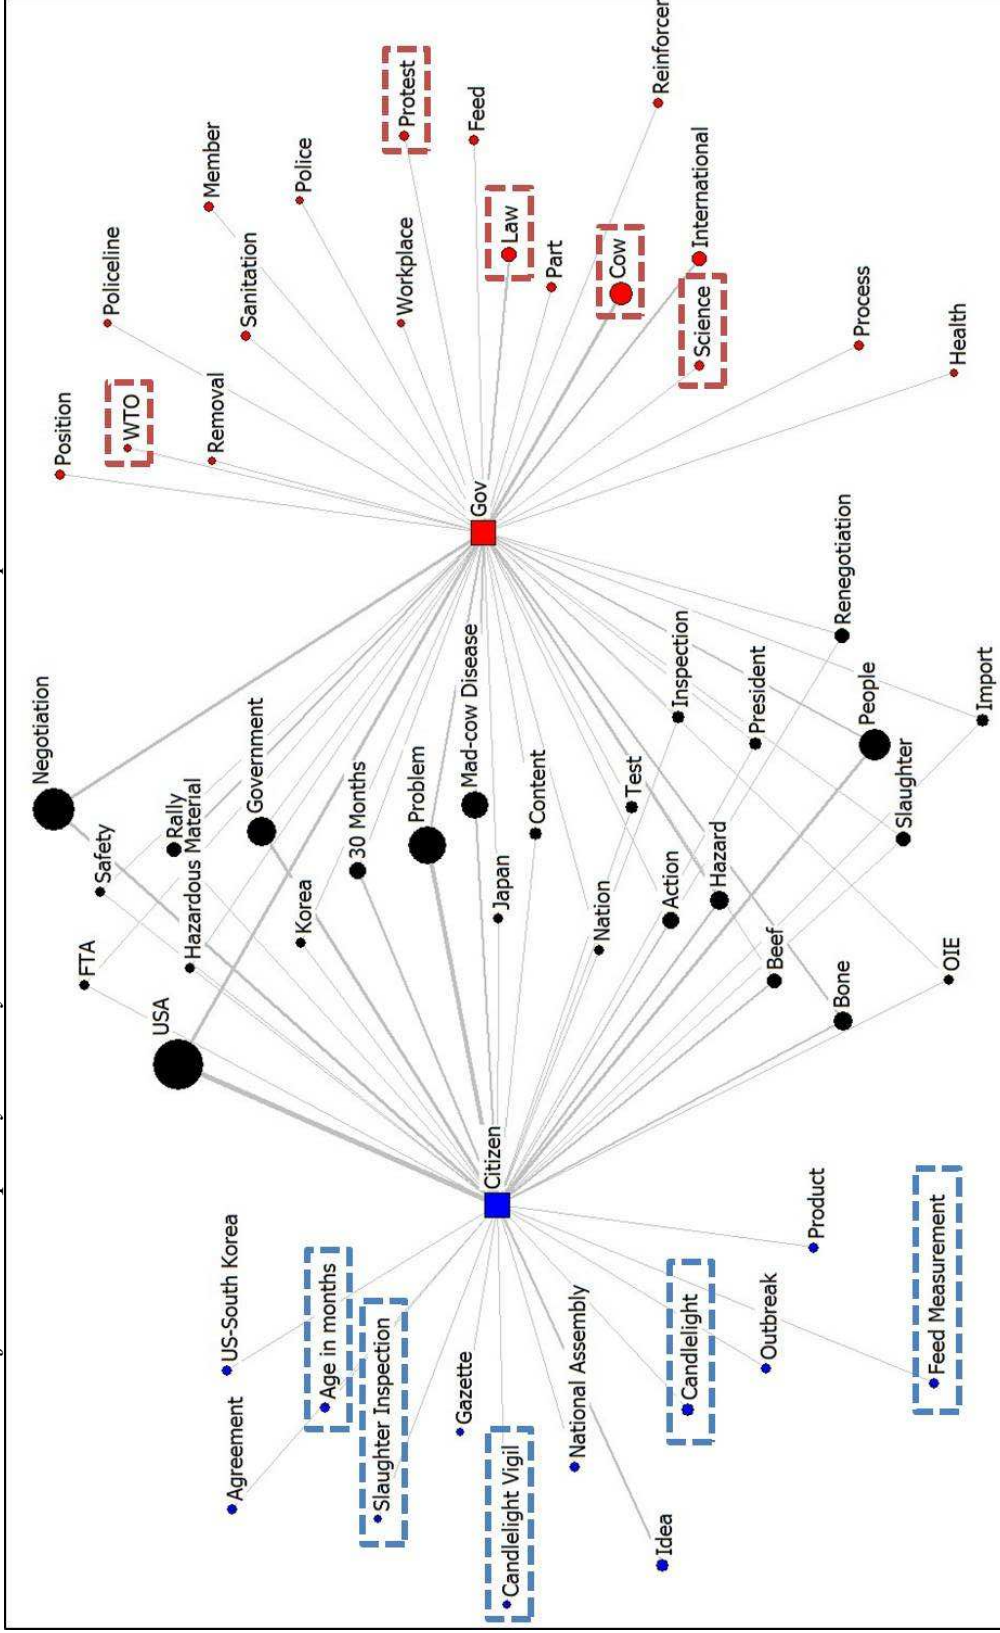 Position
WTO
Removal
Policeline
Sanitation
Member
Police
Workplace
Protest
Feed
Law
Part
Cow
Reinforcer
International
Science
Process
Health
Gov
Negotiation
Safety
Rally
Hazardous Material
Government
FTA
USA
Korea
30 Months
Problem
Mad-cow Disease
Content
Japan
Nation
Test
Inspection
President
Action
Hazard
Renegotiation
People
Slaughter
Import
Beef
Bone
OIE
Citizen
US-South Korea
Agreement
Age in months
Slaughter Inspection
Gazette
Candlelight Vigil
National Assembly
Idea
Candlelight
Outbreak
Product
Feed Measurement